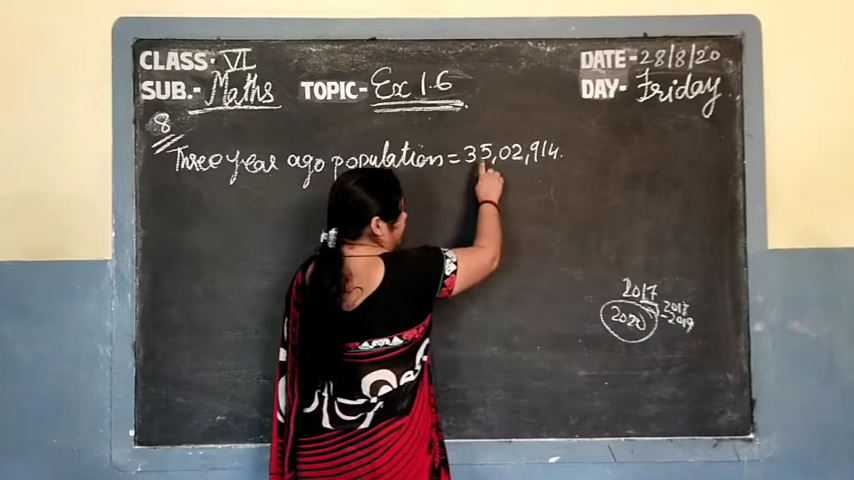 CLASS- VI
SUB.- Maths
TOPIC- Ex 1.6
DATE- 28/8/20
DAY- Friday
8
Three year ago population = 35,02,914.
2017
2020
2018
2019
TAMA